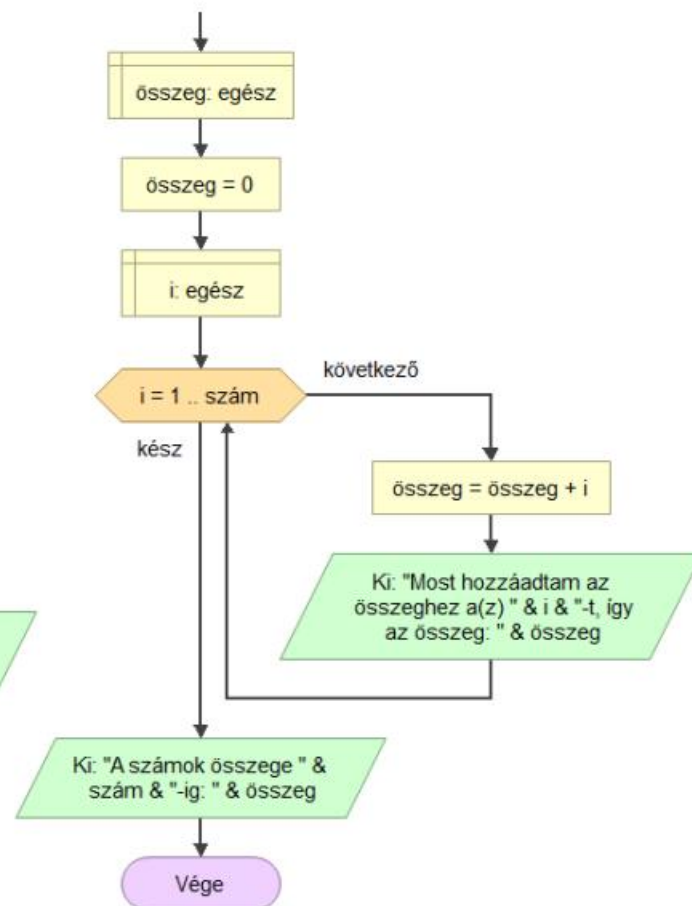 összeg: egész
összeg = 0
i: egész
i = 1 .. szám
következő
kész
összeg = összeg + i
Ki: "Most hozzáadtam az
összeghez a(z) " & i & "-t, így
az összeg: " & összeg
Ki: "A számok összege " &
szám & "-ig: " & összeg
Vége